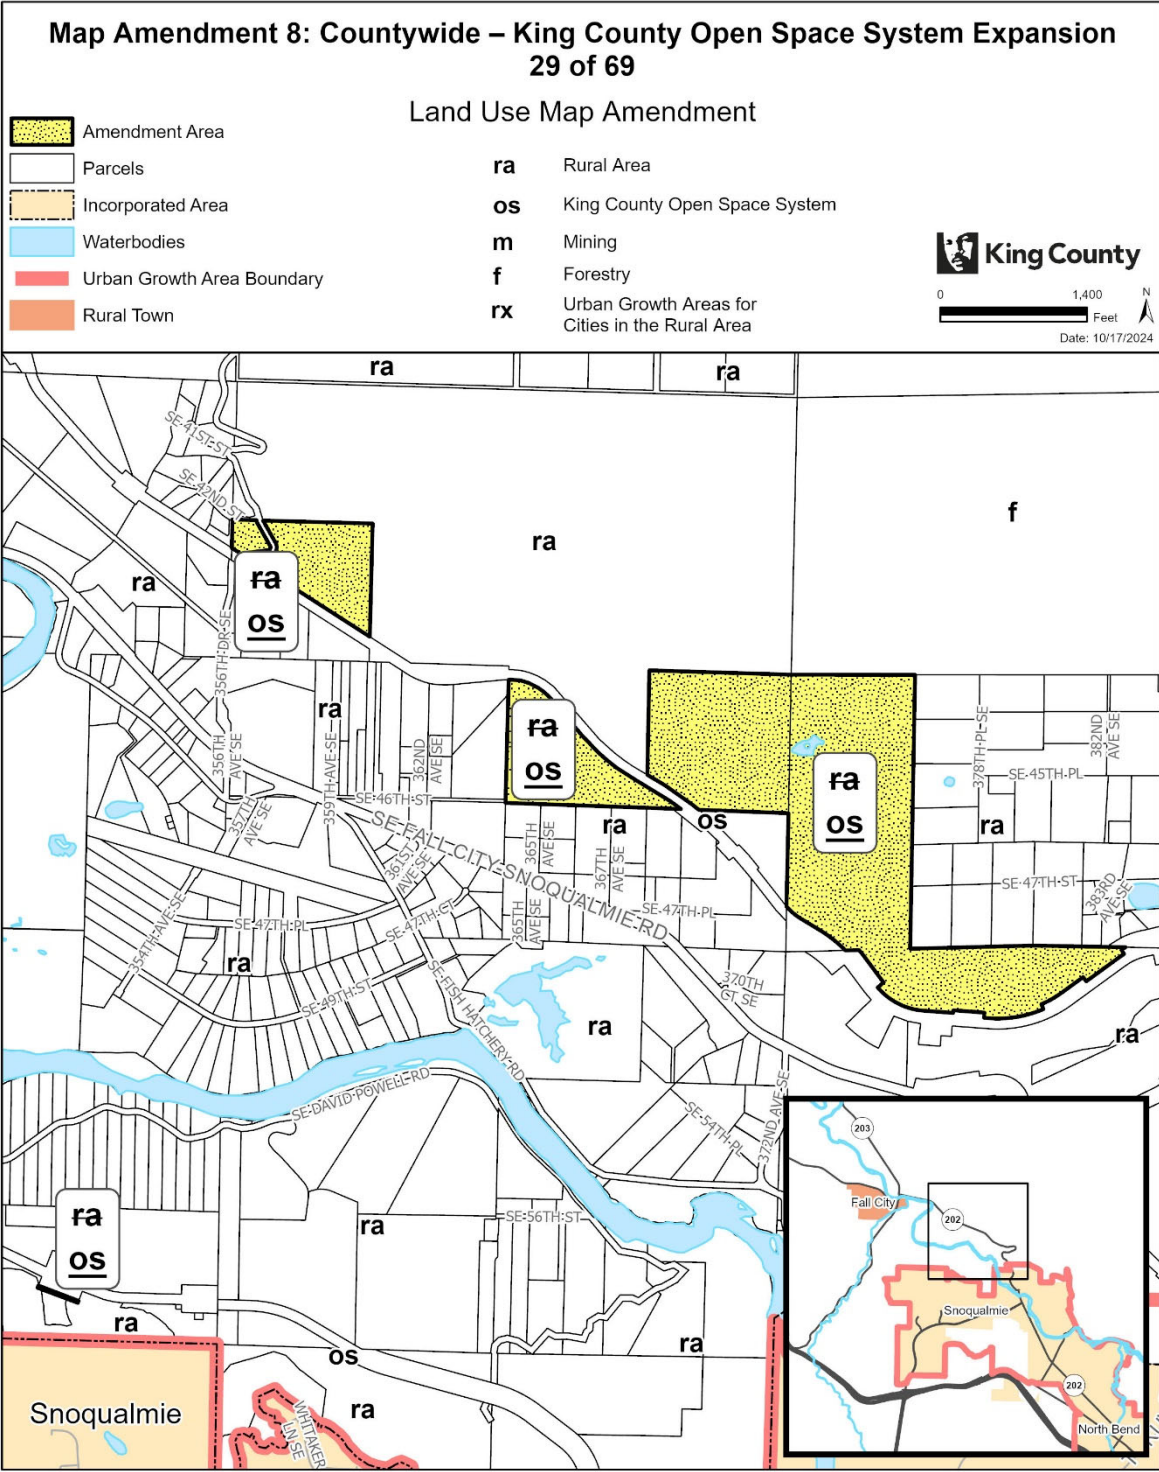 Map Amendment 8: Countywide – King County Open Space System Expansion
29 of 69
Land Use Map Amendment
Amendment Area
Parcels
Incorporated Area
Waterbodies
Urban Growth Area Boundary
Rural Town
ra Rural Area
os King County Open Space System
m Mining
f Forestry
rx Urban Growth Areas for
Cities in the Rural Area
King County
0 1,400
Feet
N
Date: 10/17/2024
ra
ra
SE 41ST ST
SE 42ND ST
f
ra
ra
ra
os
356TH DR SE
ra
356TH
AVE SE
359TH AVE SE
362ND
AVE SE
ra
os
ra
os
378TH PL SE
382ND
AVE SE
SE 45TH PL
SE 46TH ST
357TH
AVE SE
SE FALL CITY-SNOQUALMIE RD
ra
os
ra
361ST
AVE SE
365TH
AVE SE
367TH
AVE SE
SE 47TH ST
383RD
AVE SE
354TH AVE SE
SE 47TH PL
SE 47TH CT
365TH
AVE SE
SE 47TH PL
ra
SE 49TH ST
SE FISH HATCHERY RD
370TH
CT SE
ra
ra
SE DAVID POWELL RD
SE 54TH PL
372ND AVE SE
ra
os
ra
SE 56TH ST
ra
ra
os
ra
Snoqualmie
WHITAKER
LN SE
203
Fall City
202
Snoqualmie
202
North Bend